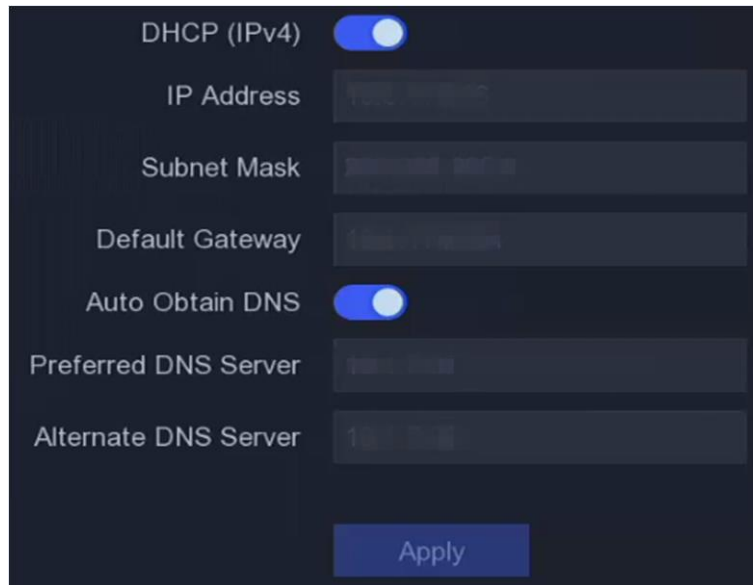 DHCP (IPv4)
IP Address
Subnet Mask
Default Gateway
Auto Obtain DNS
Preferred DNS Server
Alternate DNS Server
Apply